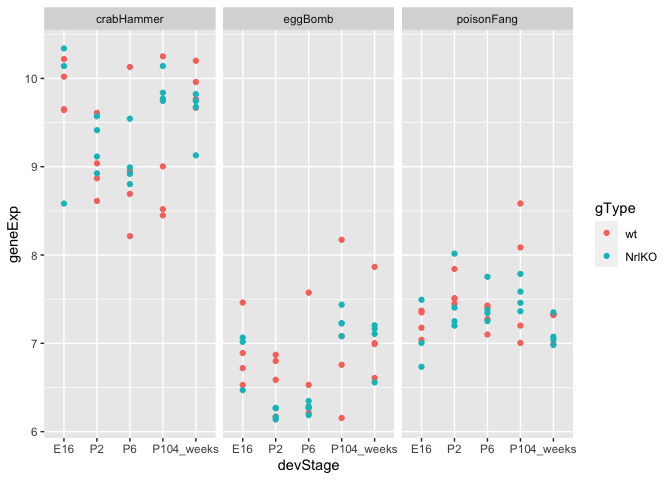 crabHammer eggBomb poisonFang
geneExp
10
9
8
7
6
E16 P2 P6 P104_weeks E16 P2 P6 P104_weeks E16 P2 P6 P104_weeks
devStage
gType
wt
NrlKO